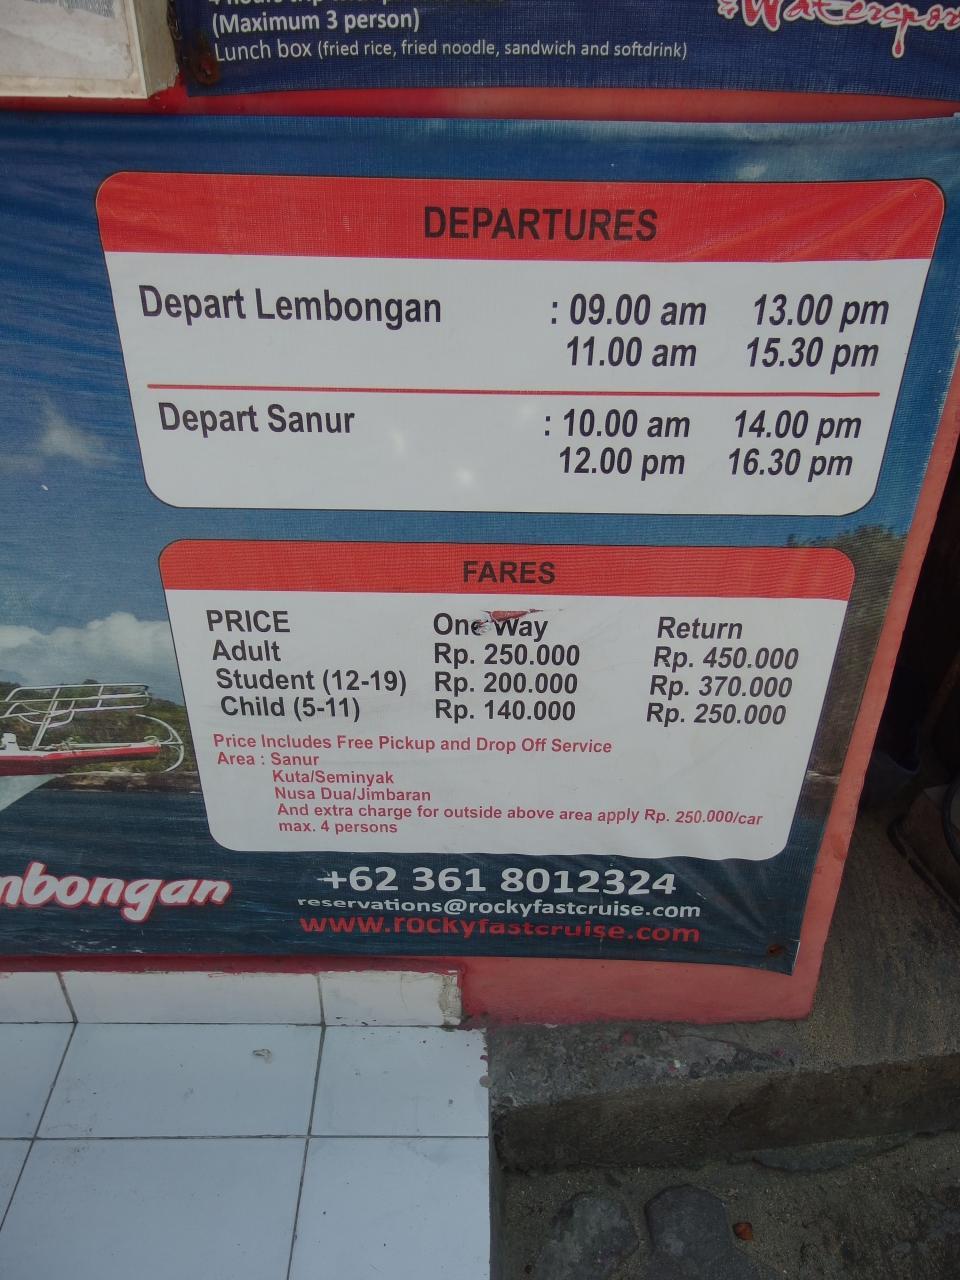 (Maximum 3 person)
Lunch box (fried rice, fried noodle, sandwich and softdrink)
& Waterspor
DEPARTURES
Depart Lembongan : 09.00 am 13.00 pm
11.00 am 15.30 pm
Depart Sanur : 10.00 am 14.00 pm
12.00 pm 16.30 pm
FARES
PRICE One Way Return
Adult Rp. 250.000 Rp. 450.000
Student (12-19) Rp. 200.000 Rp. 370.000
Child (5-11) Rp. 140.000 Rp. 250.000
Price Includes Free Pickup and Drop Off Service
Area : Sanur
Kuta/Seminyak
Nusa Dua/Jimbaran
And extra charge for outside above area apply Rp. 250.000/car
max. 4 persons
mbongan
+62 361 8012324
reservations@rockyfastcruise.com
www.rockyfastcruise.com